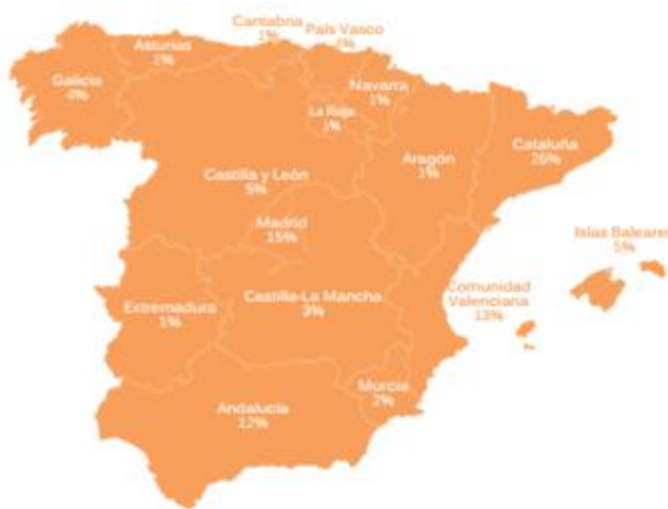 Cantabria
1%
País Vasco
Asturias
1%
Galicia
4%
Navarra
1%
La Rioja
1%
Cataluña
26%
Aragón
1%
Castilla y León
5%
Madrid
15%
Islas Baleares
5%
Comunidad
Valenciana
13%
Castilla-La Mancha
3%
Extremadura
1%
Murcia
2%
Andalucía
12%